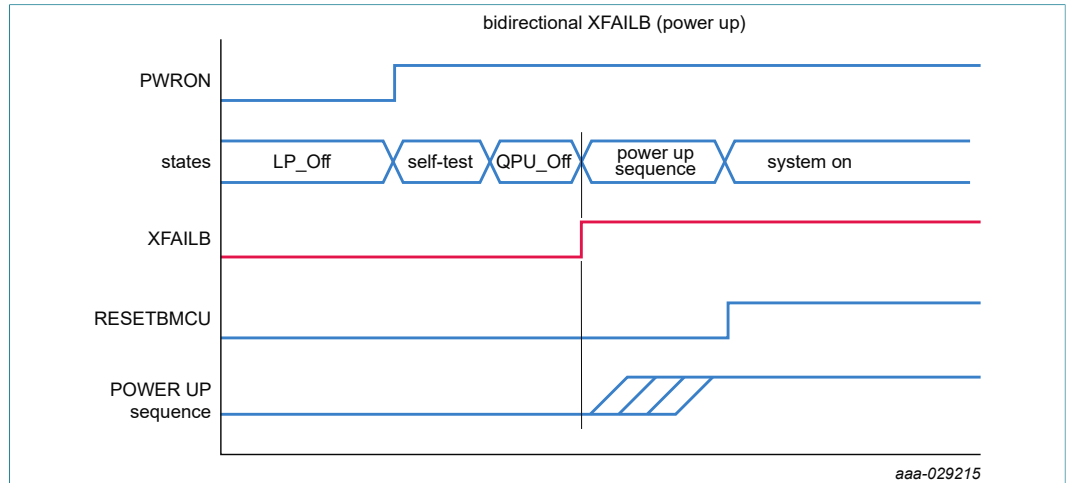 bidirectional XFAILB (power up)
PWRON
states
LP_Off
self-test
QPU_Off
power up
sequence
system on
XFAILB
RESETBMCU
POWER UP
sequence
aaa-029215